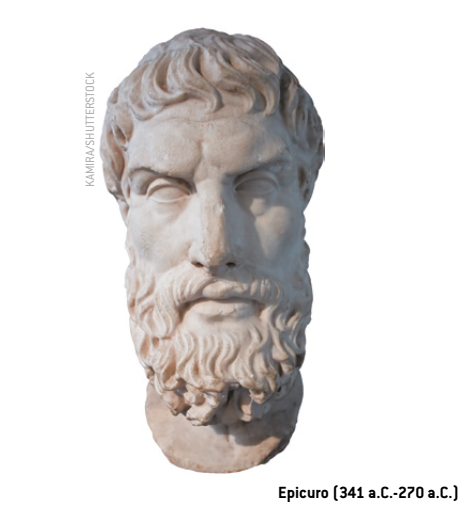 KAMIRA/SHUTTERSTOCK
Epicuro (341 a.C.-270 a.C.)